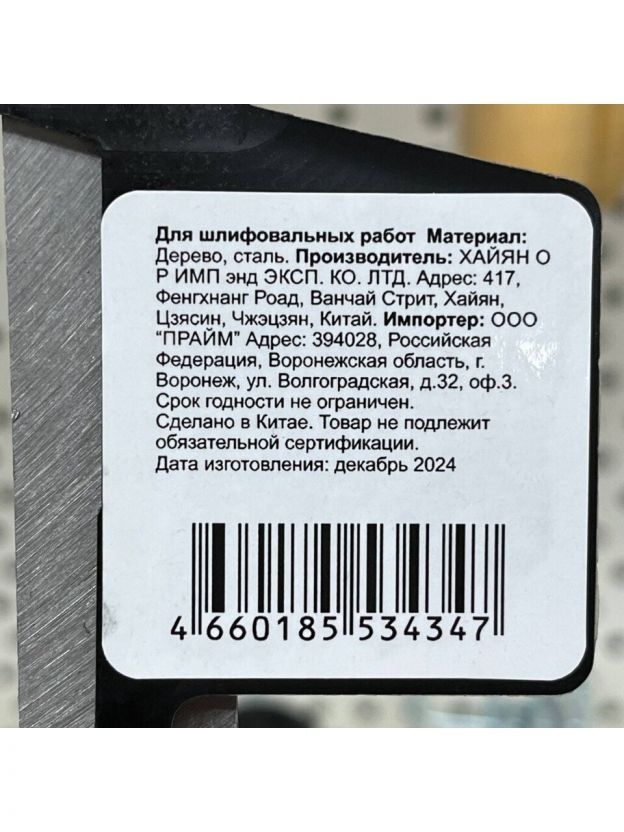 Для шлифовальных работ Материал:
Дерево, сталь. Производитель: ХАЙЯН О
Р ИМП энд ЭКСП. КО. ЛТД. Адрес: 417,
Фенгхнанг Роад, Ванчай Стрит, Хайян,
Цзясин, Чжэцзян, Китай. Импортер: ООО
"ПРАЙМ" Адрес: 394028, Российская
Федерация, Воронежская область, г.
Воронеж, ул. Волгоградская, д.32, оф.3.
Срок годности не ограничен.
Сделано в Китае. Товар не подлежит
обязательной сертификации.
Дата изготовления: декабрь 2024
4 660185 534347